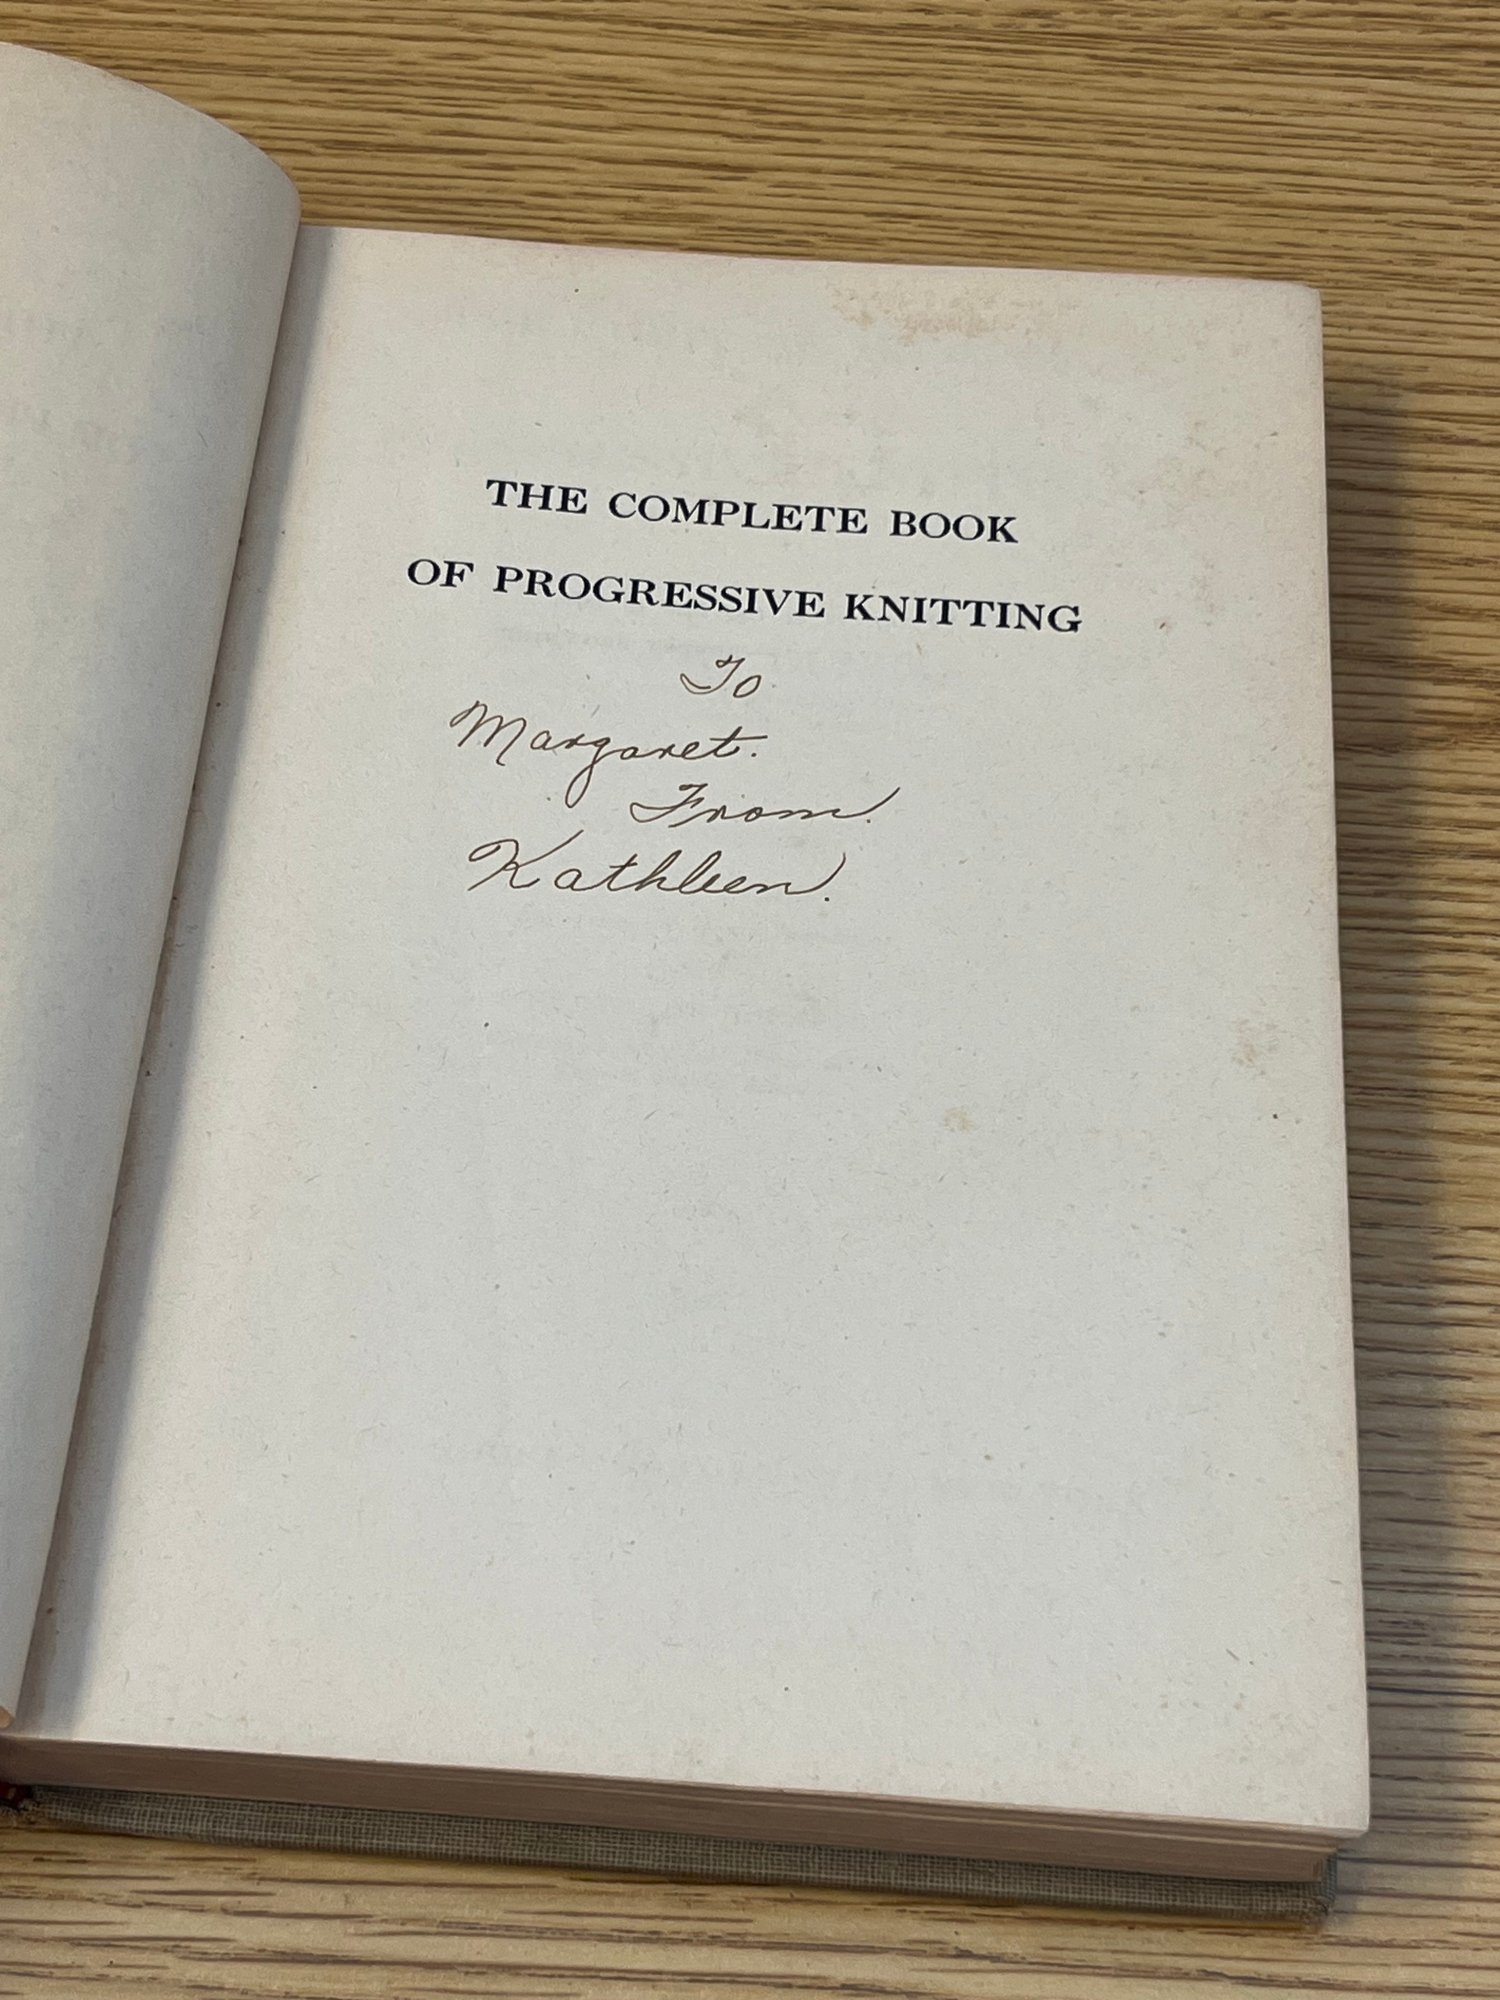 THE COMPLETE BOOK
OF PROGRESSIVE KNITTING
To
Margaret.
From.
Kathleen.